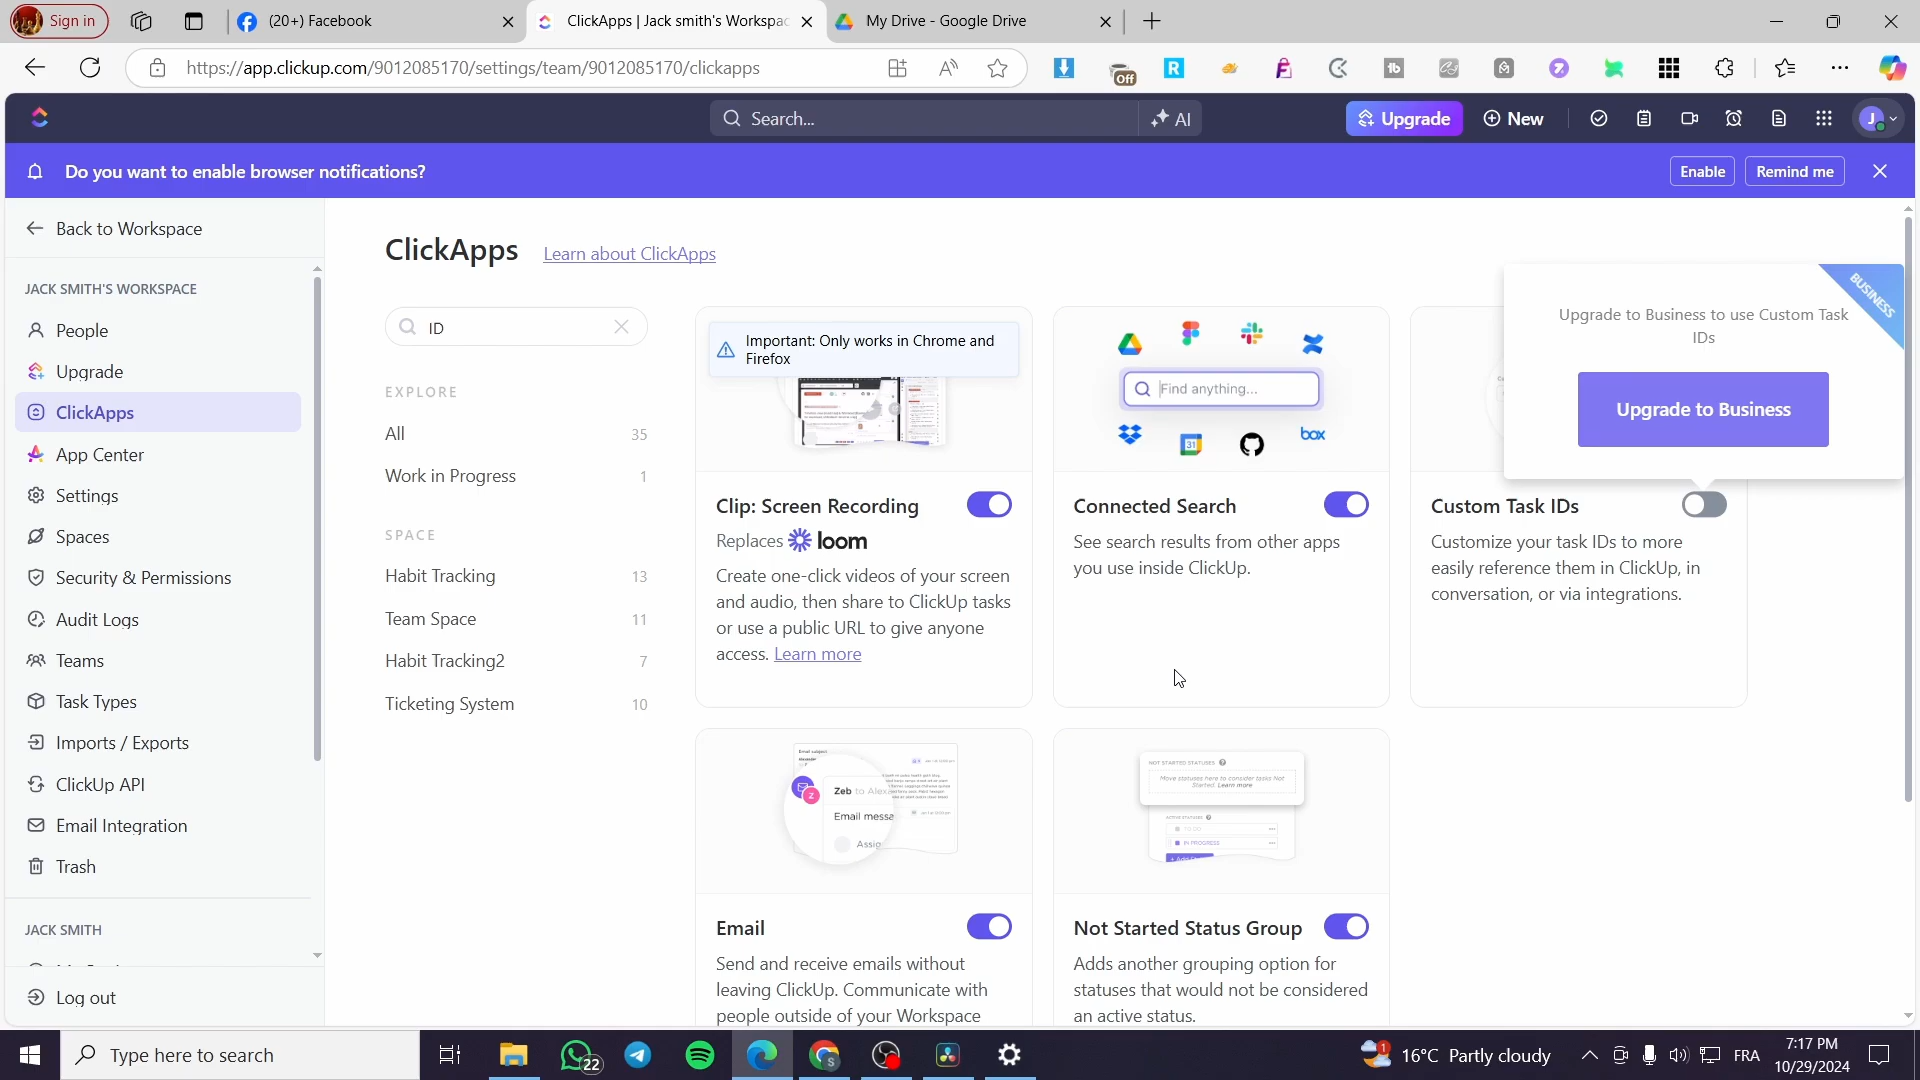 Sign in
(20+) Facebook
ClickApps | Jack smith's Workspac
My Drive - Google Drive
https://app.clickup.com/9012085170/settings/team/9012085170/clickapps
Off
Search...
AI
Upgrade
New
J
Do you want to enable browser notifications?
Enable
Remind me
Back to Workspace
JACK SMITH'S WORKSPACE
People
Upgrade
ClickApps
App Center
Settings
Spaces
Security & Permissions
Audit Logs
Teams
Task Types
Imports / Exports
ClickUp API
Email Integration
Trash
JACK SMITH
Log out
ClickApps
Learn about ClickApps
ID
EXPLORE
All 35
Work in Progress 1
SPACE
Habit Tracking 13
Team Space 11
Habit Tracking2 7
Ticketing System 10
Important: Only works in Chrome and
Firefox
Clip: Screen Recording
Replaces loom
Create one-click videos of your screen
and audio, then share to ClickUp tasks
or use a public URL to give anyone
access. Learn more
Find anything...
31
box
Connected Search
See search results from other apps
you use inside ClickUp.
BUSINESS
Upgrade to Business to use Custom Task
IDs
Upgrade to Business
Custom Task IDs
Customize your task IDs to more
easily reference them in ClickUp, in
conversation, or via integrations.
Email subject
Zeb to Alex
Email messa
Assig
Email
Send and receive emails without
leaving ClickUp. Communicate with
people outside of your Workspace
NOT STARTED STATUSES
Move statuses here to consider tasks Not
Started. Learn more
ACTIVE STATUSES
TO DO
IN PROGRESS
Not Started Status Group
Adds another grouping option for
statuses that would not be considered
an active status.
Type here to search
22
16°C Partly cloudy
FRA
7:17 PM
10/29/2024